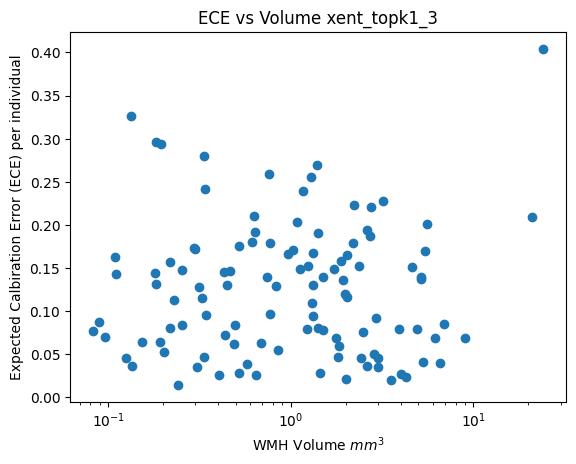 ECE vs Volume xent_topk1_3
Expected Calbiration Error (ECE) per individual
0.40
0.35
0.30
0.25
0.20
0.15
0.10
0.05
0.00
10⁻¹ 10⁰ 10¹
WMH Volume mm³